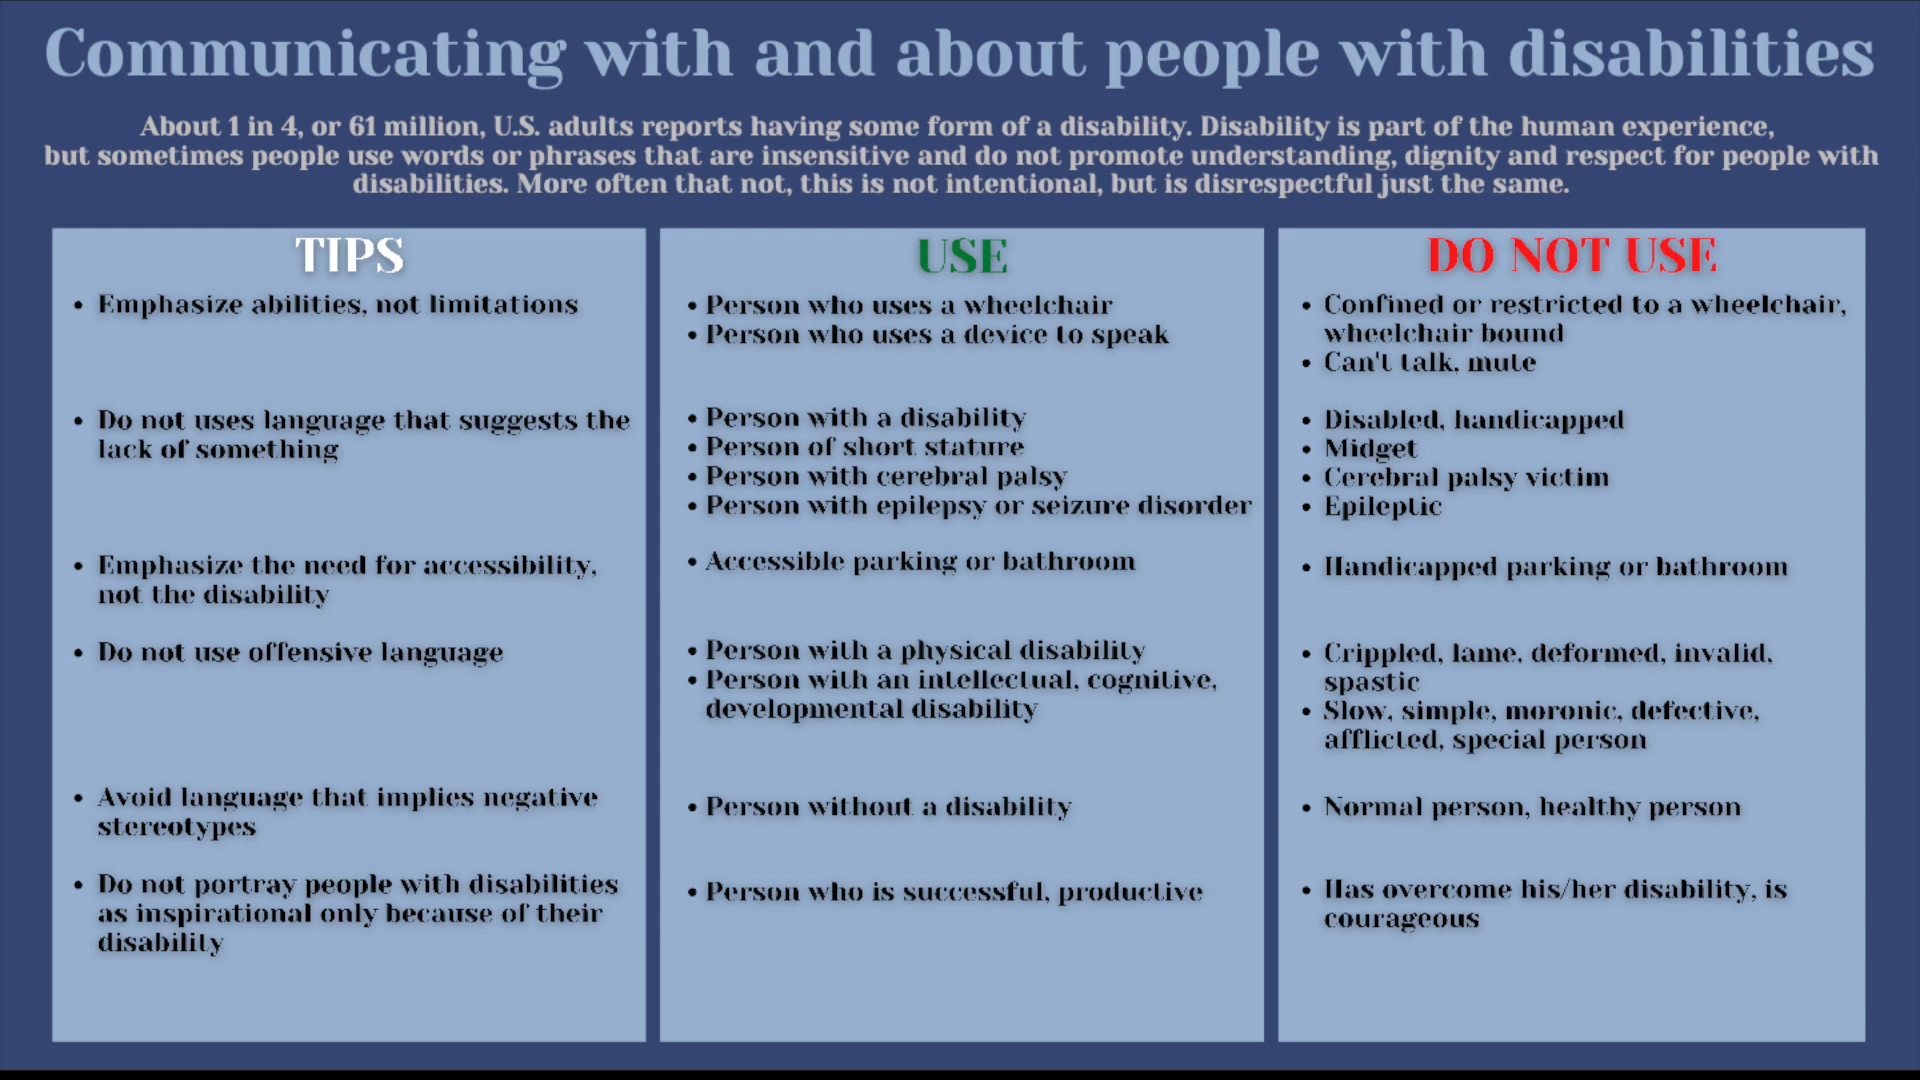 Communicating with and about people with disabilities
About 1 in 4, or 61 million, U.S. adults reports having some form of a disability. Disability is part of the human experience,
but sometimes people use words or phrases that are insensitive and do not promote understanding, dignity and respect for people with
disabilities. More often that not, this is not intentional, but is disrespectful just the same.
TIPS
• Emphasize abilities, not limitations
• Do not uses language that suggests the
lack of something
• Emphasize the need for accessibility,
not the disability
• Do not use offensive language
• Avoid language that implies negative
stereotypes
• Do not portray people with disabilities
as inspirational only because of their
disability
USE
• Person who uses a wheelchair
• Person who uses a device to speak
• Person with a disability
• Person of short stature
• Person with cerebral palsy
• Person with epilepsy or seizure disorder
• Accessible parking or bathroom
• Person with a physical disability
• Person with an intellectual, cognitive,
developmental disability
• Person without a disability
• Person who is successful, productive
DO NOT USE
• Confined or restricted to a wheelchair,
wheelchair bound
• Can't talk, mute
• Disabled, handicapped
• Midget
• Cerebral palsy victim
• Epileptic
• Handicapped parking or bathroom
• Crippled, lame, deformed, invalid,
spastic
• Slow, simple, moronic, defective,
afflicted, special person
• Normal person, healthy person
• Has overcome his/her disability, is
courageous